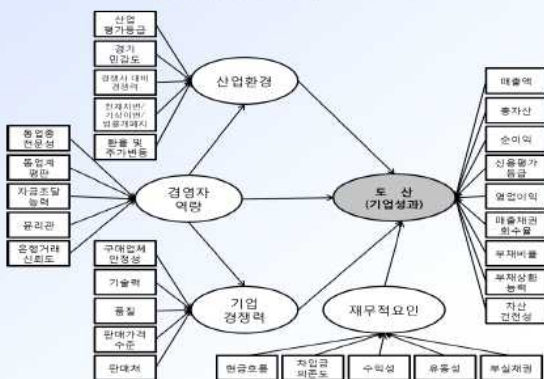 산업
평가등급
경기
민감도
경쟁사 대비
경쟁력
천재지변/
기상이변/
법률개폐지
환율 및
주가변동
산업환경
동업종
전문성
동업계
평판
자금조달
능력
윤리관
은행거래
신뢰도
경영자
역량
도 산
(기업성과)
매출액
총자산
순이익
신용평가
등급
영업이익
매출채권
회수율
부채비율
부채상환
능력
자산
건전성
구매업체
안정성
기술력
품질
판매가격
수준
판매처
기업
경쟁력
재무적요인
현금흐름
차입금
의존도
수익성
유동성
부실채권